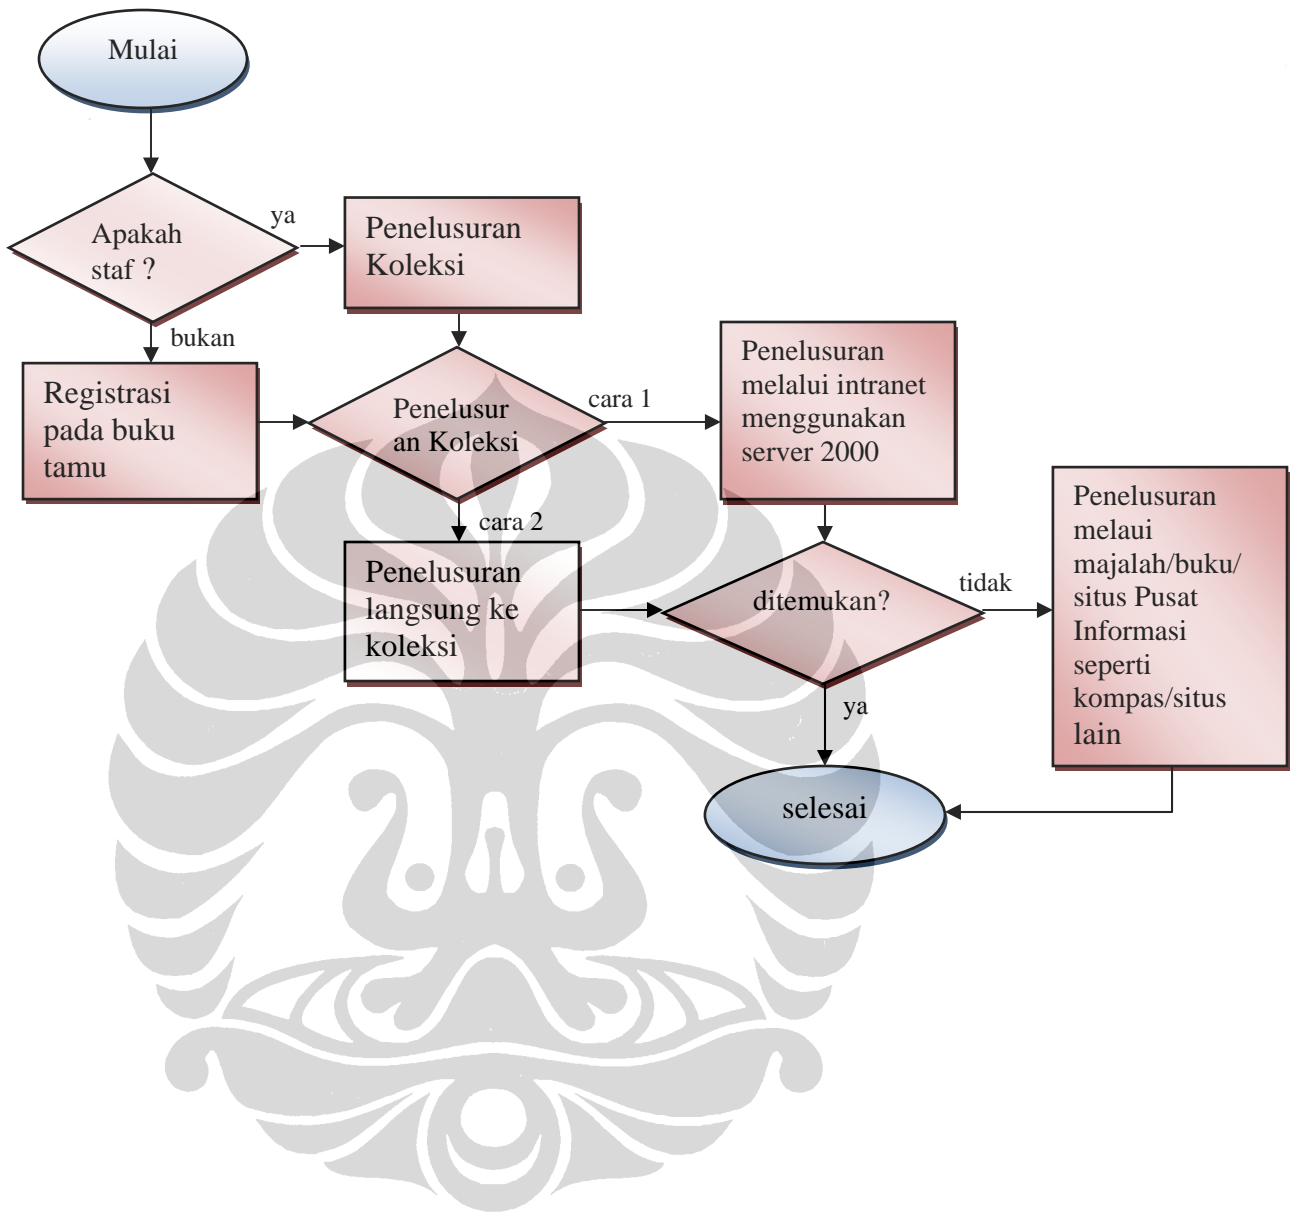 Mulai
Apakah
staf ?
ya
Penelusuran
Koleksi
bukan
Registrasi
pada buku
tamu
Penelusur
an Koleksi
cara 1
Penelusuran
melalui intranet
menggunakan
server 2000
cara 2
Penelusuran
langsung ke
koleksi
ditemukan?
tidak
Penelusuran
melaui
majalah/buku/
situs Pusat
Informasi
seperti
kompas/situs
lain
ya
selesai